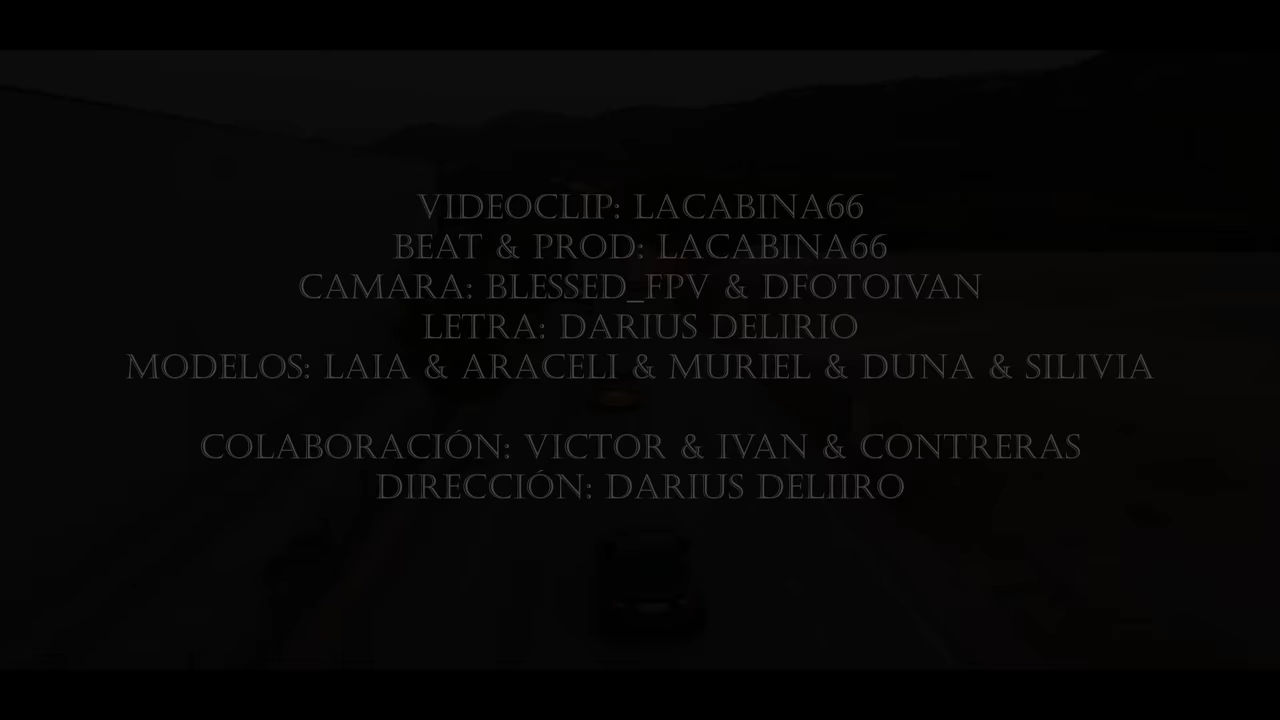 VIDEOCLIP: LACABINA66
BEAT & PROD: LACABINA66
CAMARA: BLESSED_FPV & DFOTOIVAN
LETRA: DARIUS DELIRIO
MODELOS: LAIA & ARACELI & MURIEL & DUNA & SILIVIA
COLABORACIÓN: VICTOR & IVAN & CONTRERAS
DIRECCIÓN: DARIUS DELIIRO